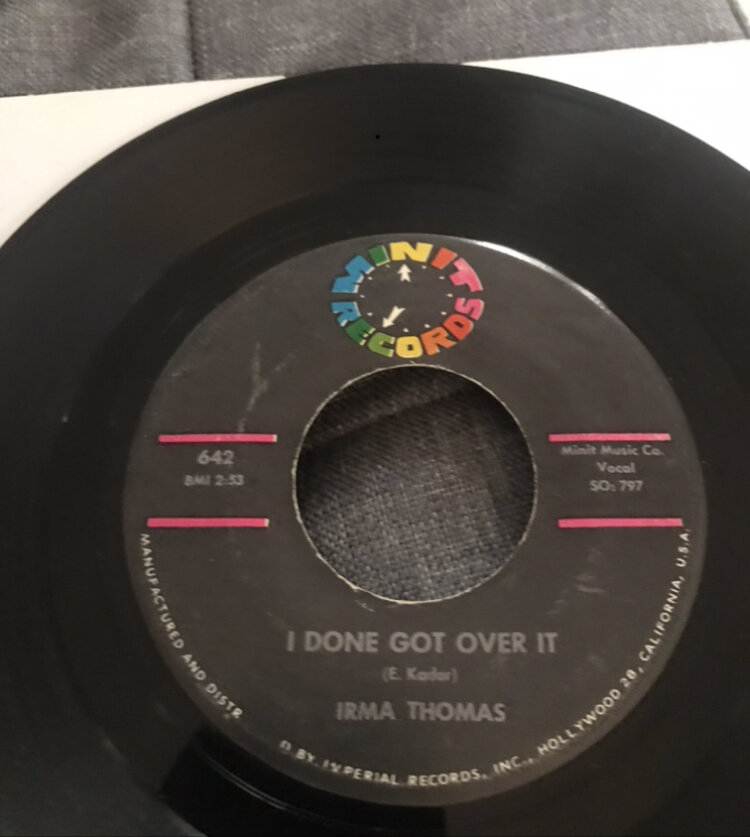 MINIT
RECORDS
642
BMI 2:53
Minit Music Co.
Vocal
SO: 797
I DONE GOT OVER IT
(E. Kador)
IRMA THOMAS
MANUFACTURED AND DISTR D BY IMPERIAL RECORDS, INC., HOLLYWOOD 28, CALIFORNIA, U.S.A.